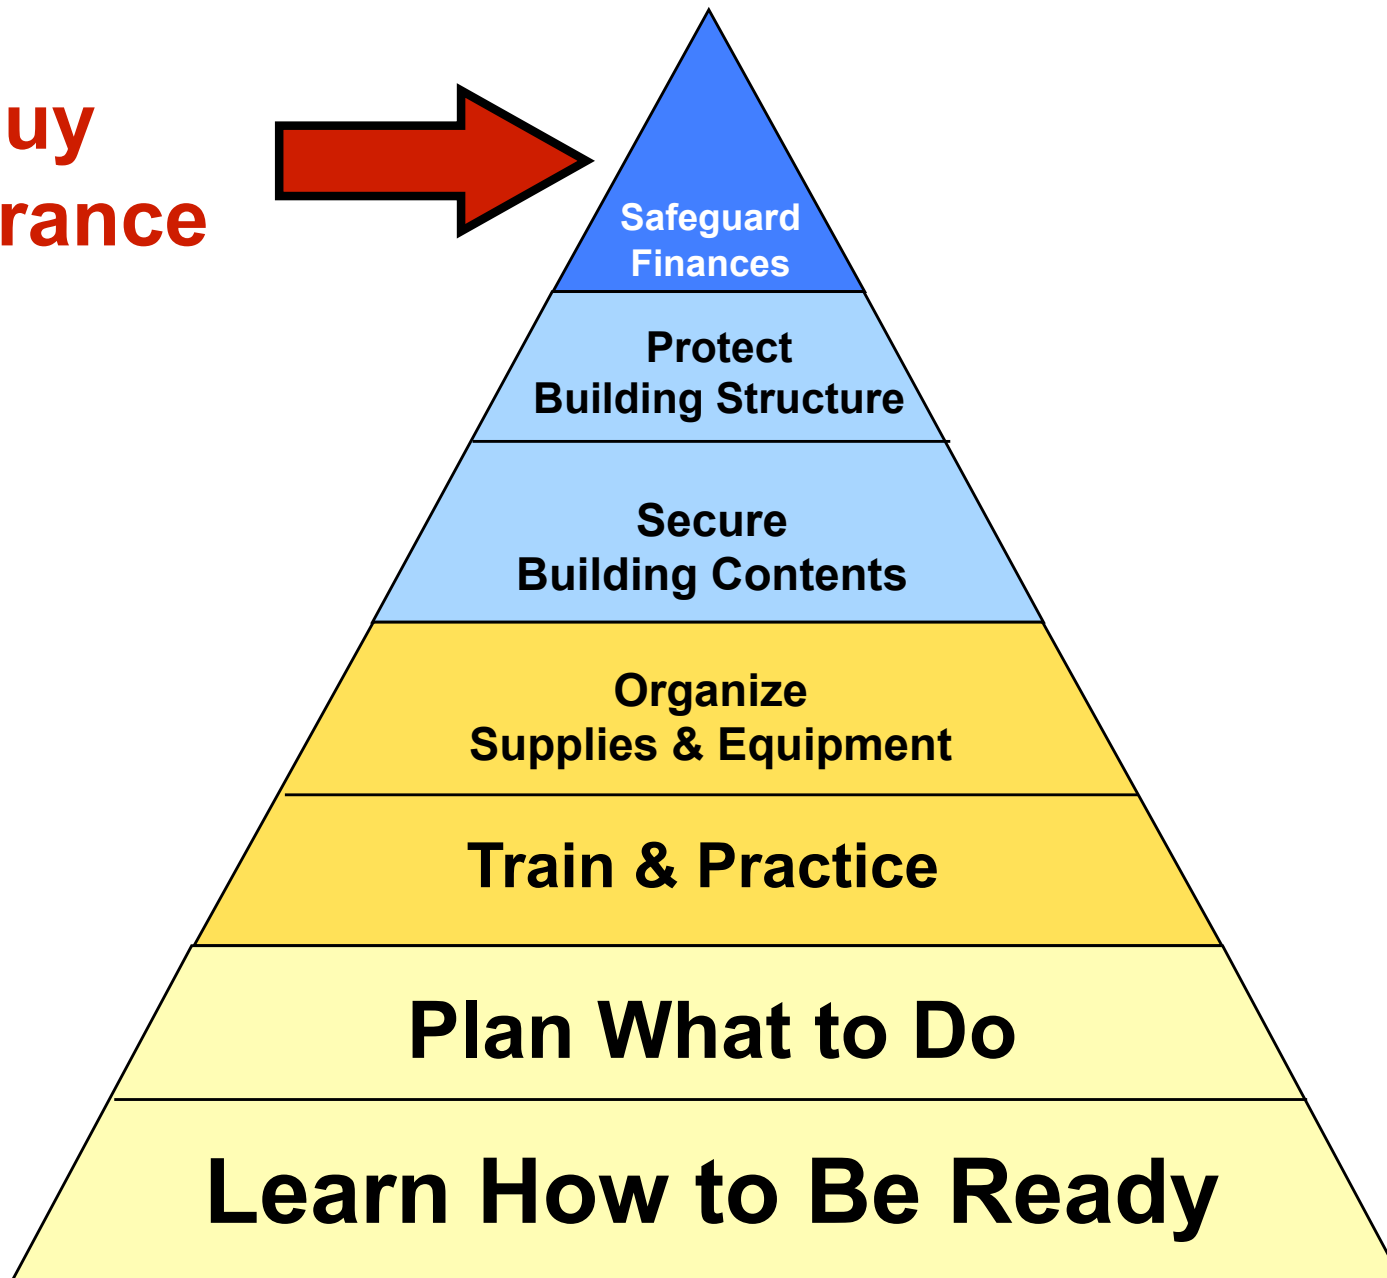 uy
rance
Safeguard
Finances
Protect
Building Structure
Secure
Building Contents
Organize
Supplies & Equipment
Train & Practice
Plan What to Do
Learn How to Be Ready